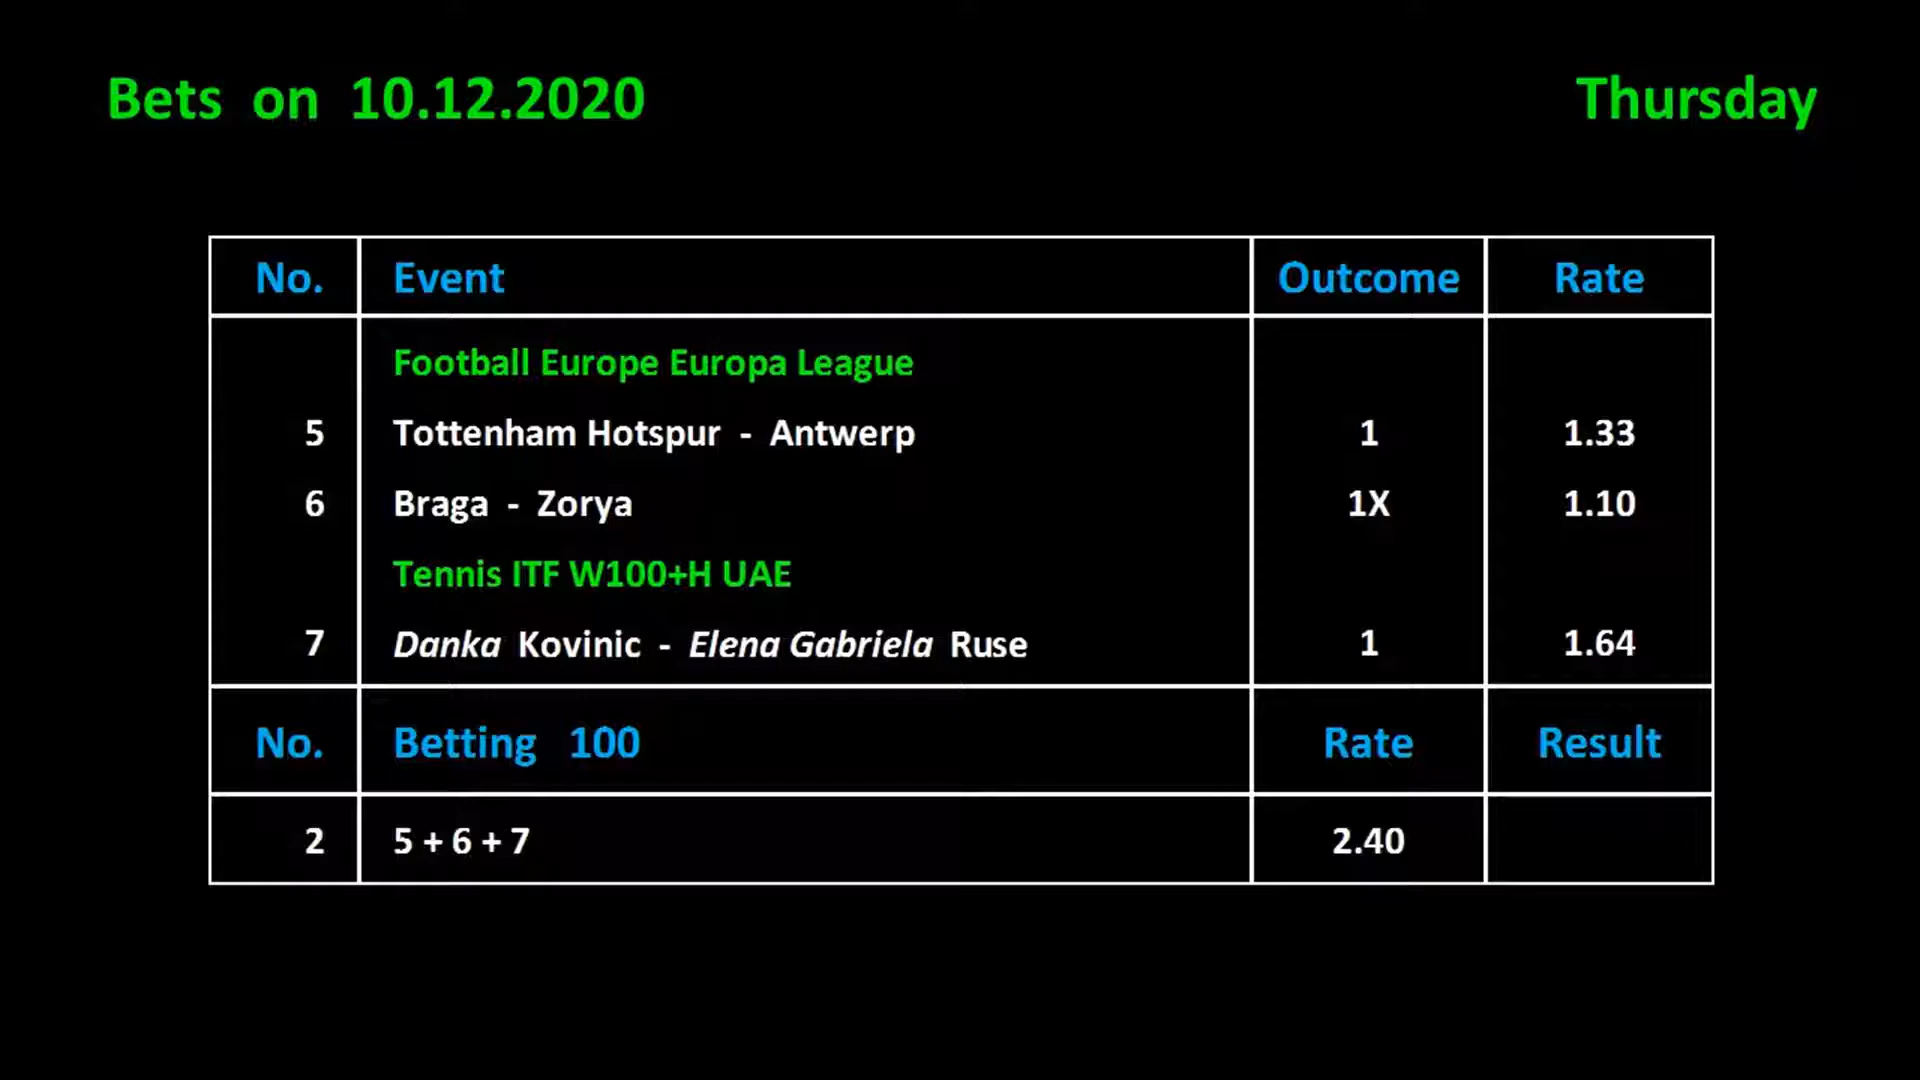 Bets on 10.12.2020 Thursday
No. Event Outcome Rate
Football Europe Europa League
5 Tottenham Hotspur - Antwerp 1 1.33
6 Braga - Zorya 1X 1.10
Tennis ITF W100+H UAE
7 Danka Kovinic - Elena Gabriela Ruse 1 1.64
No. Betting 100 Rate Result
2 5 + 6 + 7 2.40